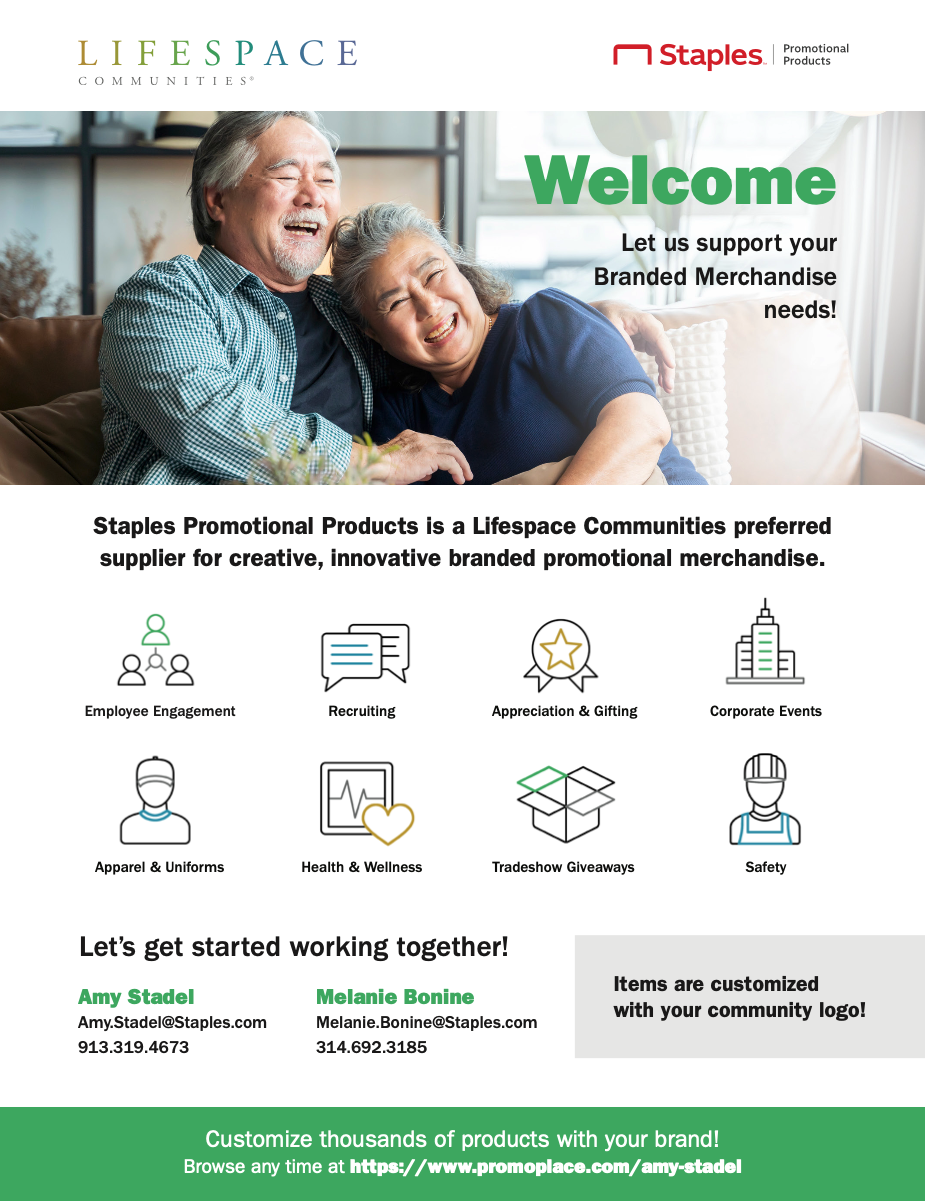 LIFESPACE
COMMUNITIES®
Staples™ Promotional
Products
Welcome
Let us support your
Branded Merchandise
needs!
Staples Promotional Products is a Lifespace Communities preferred
supplier for creative, innovative branded promotional merchandise.
Employee Engagement
Recruiting
Appreciation & Gifting
Corporate Events
Apparel & Uniforms
Health & Wellness
Tradeshow Giveaways
Safety
Let’s get started working together!
Amy Stadel
Amy.Stadel@Staples.com
913.319.4673
Melanie Bonine
Melanie.Bonine@Staples.com
314.692.3185
Items are customized
with your community logo!
Customize thousands of products with your brand!
Browse any time at https://www.promoplace.com/amy-stadel